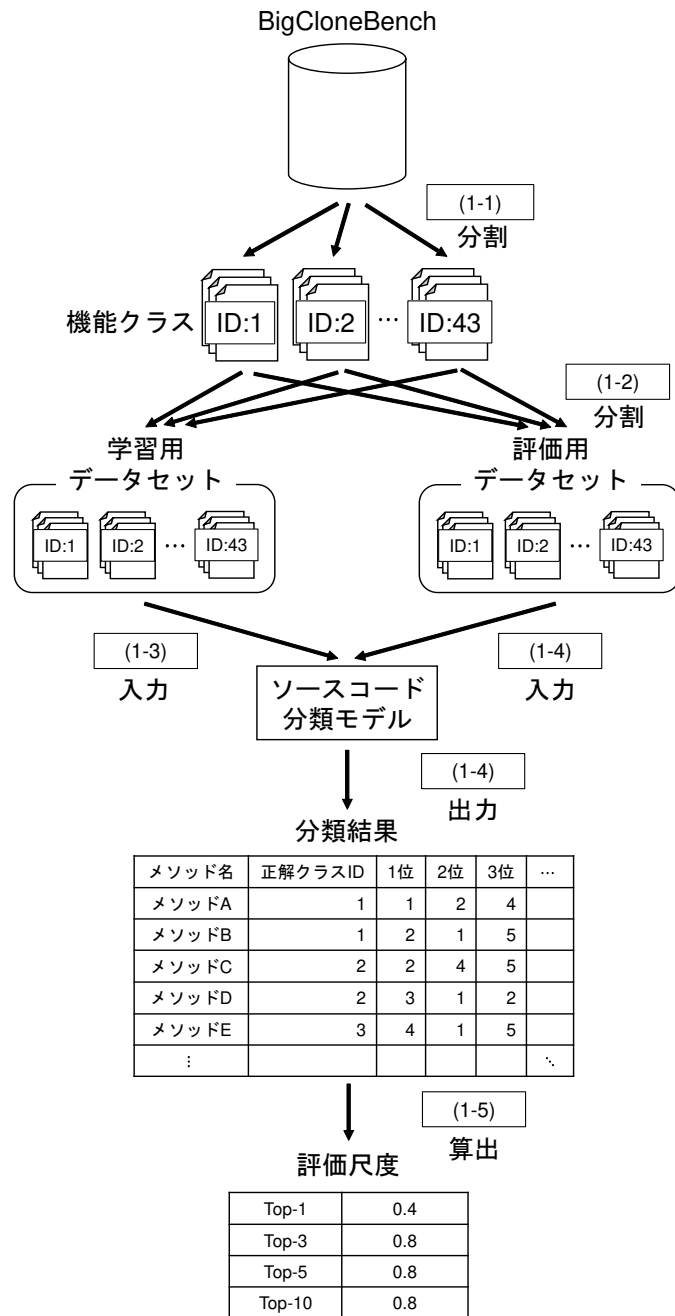 BigCloneBench
(1-1)
分割
機能クラス
ID:1 ID:2 … ID:43
(1-2)
分割
学習用
データセット
ID:1 ID:2 … ID:43
評価用
データセット
ID:1 ID:2 … ID:43
(1-3)
入力
(1-4)
入力
ソースコード
分類モデル
(1-4)
出力
分類結果
メソッド名 正解クラスID 1位 2位 3位 …
メソッドA 1 1 2 4
メソッドB 1 2 1 5
メソッドC 2 2 4 5
メソッドD 2 3 1 2
メソッドE 3 4 1 5
⋮ ⋱
(1-5)
算出
評価尺度
Top-1 0.4
Top-3 0.8
Top-5 0.8
Top-10 0.8